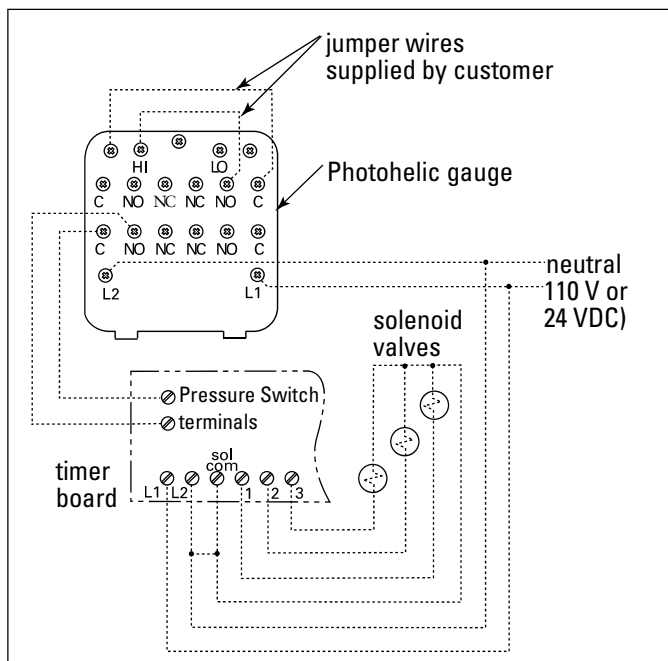 jumper wires
supplied by customer
HI
LO
Photohelic gauge
C NO NC NC NO C
C NO NC NC NO C
L2
L1
neutral
110 V or
24 VDC)
solenoid
valves
Pressure Switch
terminals
sol
com
timer
board
L1 L2 1 2 3